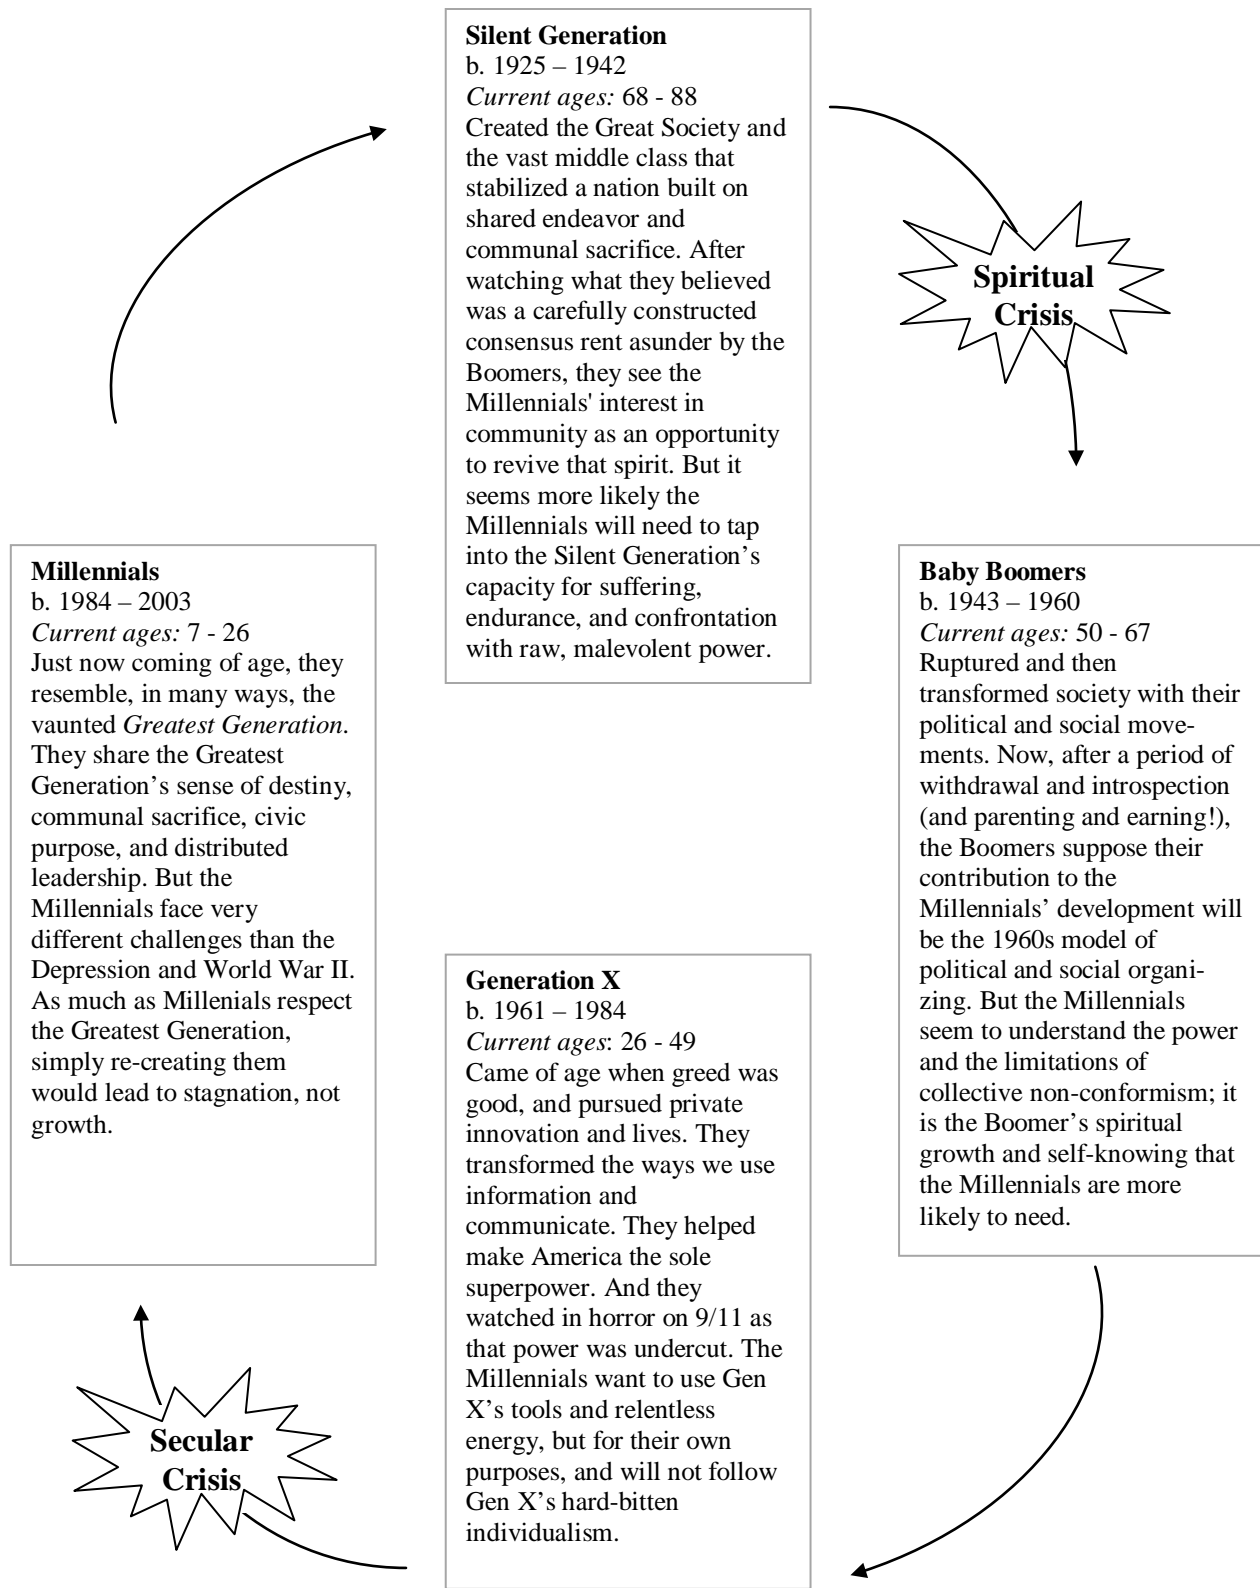 Silent Generation
b. 1925 – 1942
Current ages: 68 - 88
Created the Great Society and
the vast middle class that
stabilized a nation built on
shared endeavor and
communal sacrifice. After
watching what they believed
was a carefully constructed
consensus rent asunder by the
Boomers, they see the
Millennials' interest in
community as an opportunity
to revive that spirit. But it
seems more likely the
Millennials will need to tap
into the Silent Generation’s
capacity for suffering,
endurance, and confrontation
with raw, malevolent power.
Spiritual
Crisis
Millennials
b. 1984 – 2003
Current ages: 7 - 26
Just now coming of age, they
resemble, in many ways, the
vaunted Greatest Generation.
They share the Greatest
Generation’s sense of destiny,
communal sacrifice, civic
purpose, and distributed
leadership. But the
Millennials face very
different challenges than the
Depression and World War II.
As much as Millenials respect
the Greatest Generation,
simply re-creating them
would lead to stagnation, not
growth.
Baby Boomers
b. 1943 – 1960
Current ages: 50 - 67
Ruptured and then
transformed society with their
political and social move-
ments. Now, after a period of
withdrawal and introspection
(and parenting and earning!),
the Boomers suppose their
contribution to the
Millennials’ development will
be the 1960s model of
political and social organi-
zing. But the Millennials
seem to understand the power
and the limitations of
collective non-conformism; it
is the Boomer’s spiritual
growth and self-knowing that
the Millennials are more
likely to need.
Generation X
b. 1961 – 1984
Current ages: 26 - 49
Came of age when greed was
good, and pursued private
innovation and lives. They
transformed the ways we use
information and
communicate. They helped
make America the sole
superpower. And they
watched in horror on 9/11 as
that power was undercut. The
Millennials want to use Gen
X’s tools and relentless
energy, but for their own
purposes, and will not follow
Gen X’s hard-bitten
individualism.
Secular
Crisis